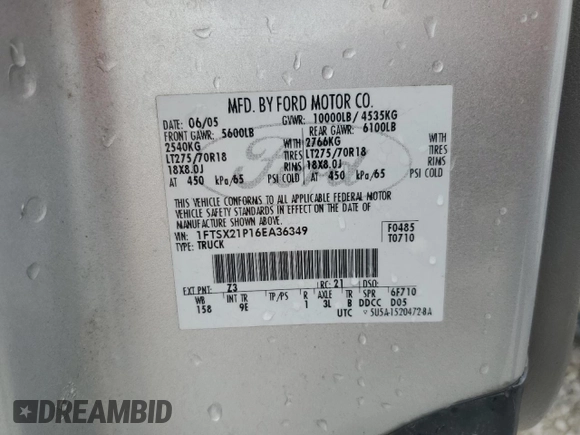 MFD. BY FORD MOTOR CO.
DATE: 06/05 GVWR: 10000LB/ 4535KG
FRONT GAWR: 5600LB REAR GAWR: 6100LB
2540KG WITH 2766KG WITH
LT275/70R18 TIRES LT275/70R18 TIRES
18X8.0J RIMS 18X8.0J RIMS
AT 450 kPa/65 PSI COLD AT 450 kPa/65 PSI COLD
THIS VEHICLE CONFORMS TO ALL APPLICABLE FEDERAL MOTOR
VEHICLE SAFETY STANDARDS IN EFFECT ON THE DATE OF
MANUFACTURE SHOWN ABOVE.
VIN: 1FTSX21P16EA36349 F0485
TYPE: TRUCK T0710
EXT PNT: Z3 RC: 21 DSO:
WB INT TR TP/PS R AXLE TR SPR 6F710
158 9E 1 3L B DDCC D05
UTC 5U5A-1520472-BA
Ford
DREAMBID